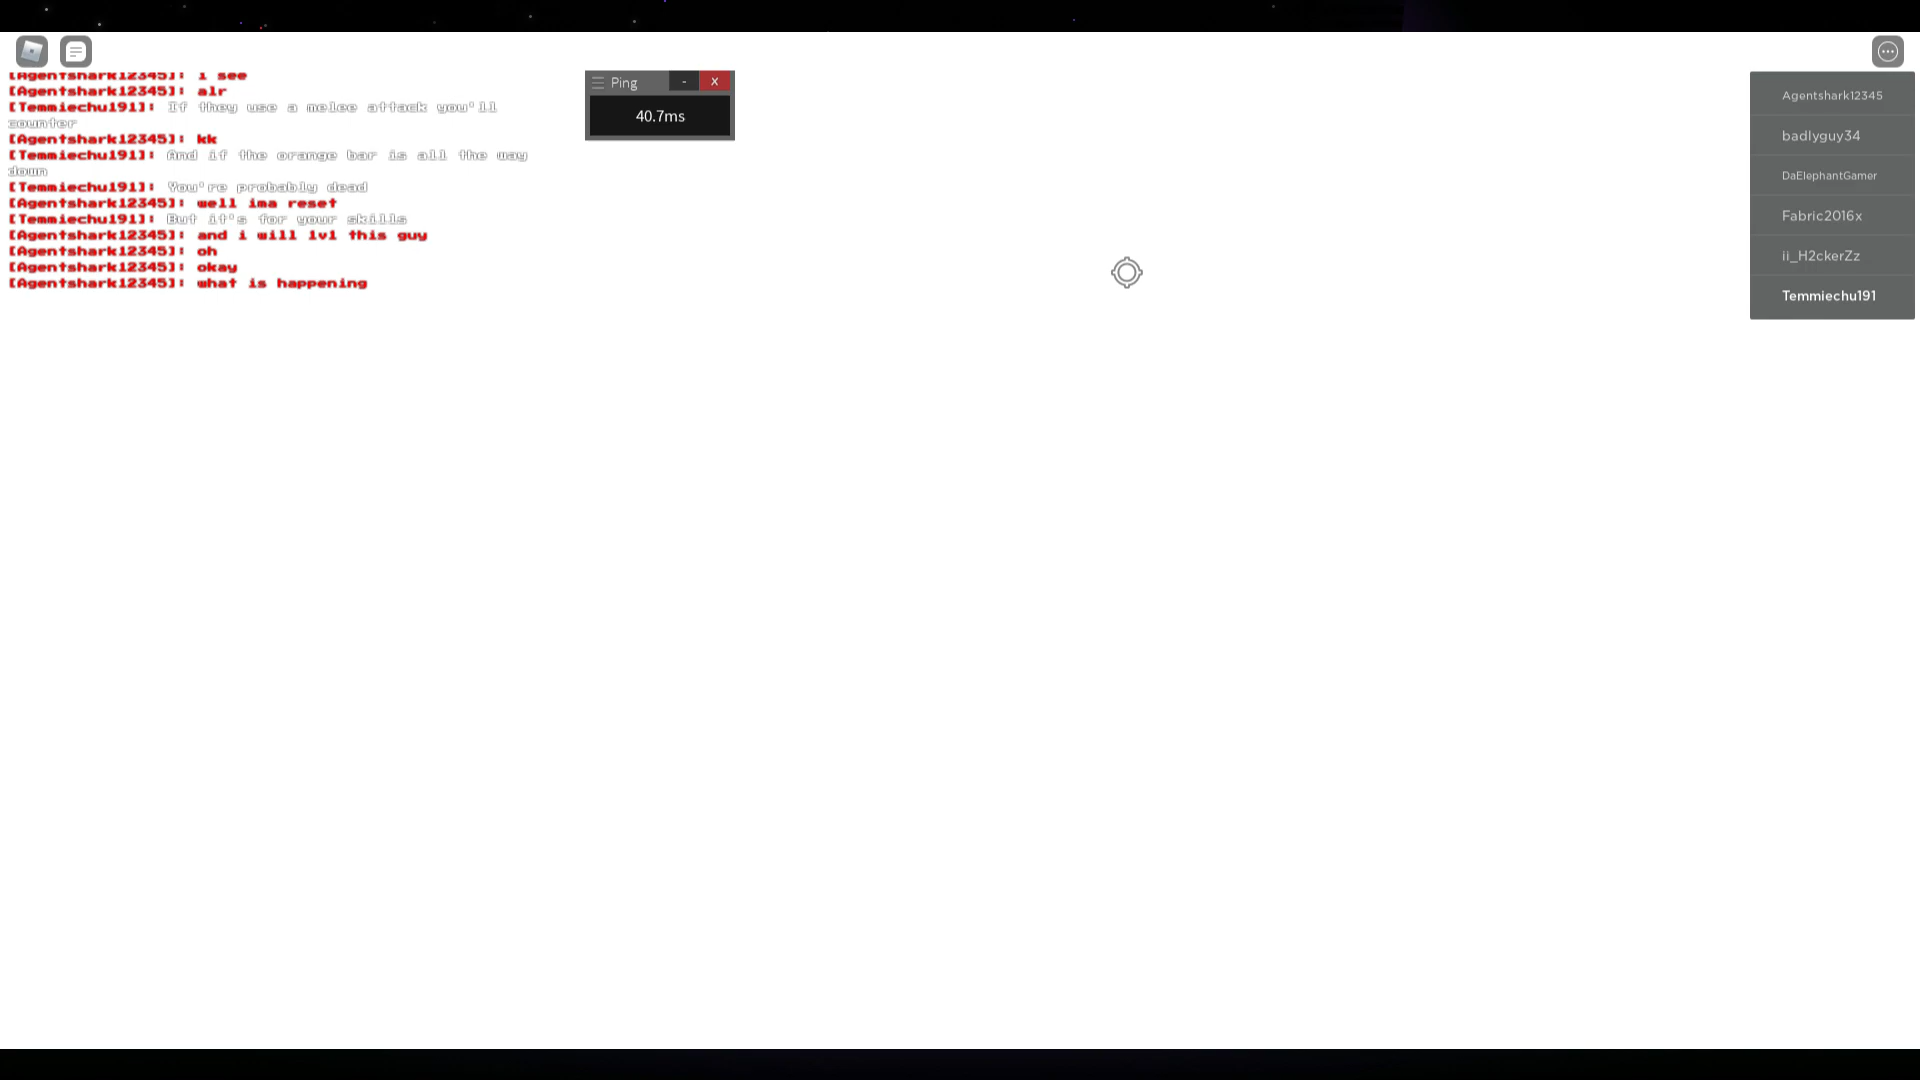 [Agentshark12345]: i see
[Agentshark12345]: alr
[Temmiechu191]: If they use a melee attack you'll
counter
[Agentshark12345]: kk
[Temmiechu191]: And if the orange bar is all the way
down
[Temmiechu191]: You're probably dead
[Agentshark12345]: well ima reset
[Temmiechu191]: But it's for your skills
[Agentshark12345]: and i will 1v1 this guy
[Agentshark12345]: oh
[Agentshark12345]: okay
[Agentshark12345]: what is happening
Ping
-
X
40.7ms
Agentshark12345
badlyguy34
DaElephantGamer
Fabric2016x
ii_H2ckerZz
Temmiechu191